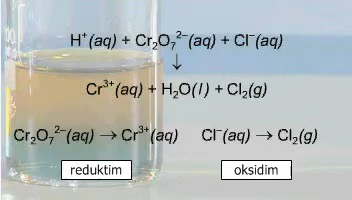 H⁺(aq) + Cr₂O₇²⁻(aq) + Cl⁻(aq)
↓
Cr³⁺(aq) + H₂O(l) + Cl₂(g)
Cr₂O₇²⁻(aq) → Cr³⁺(aq) Cl⁻(aq) → Cl₂(g)
reduktim oksidim